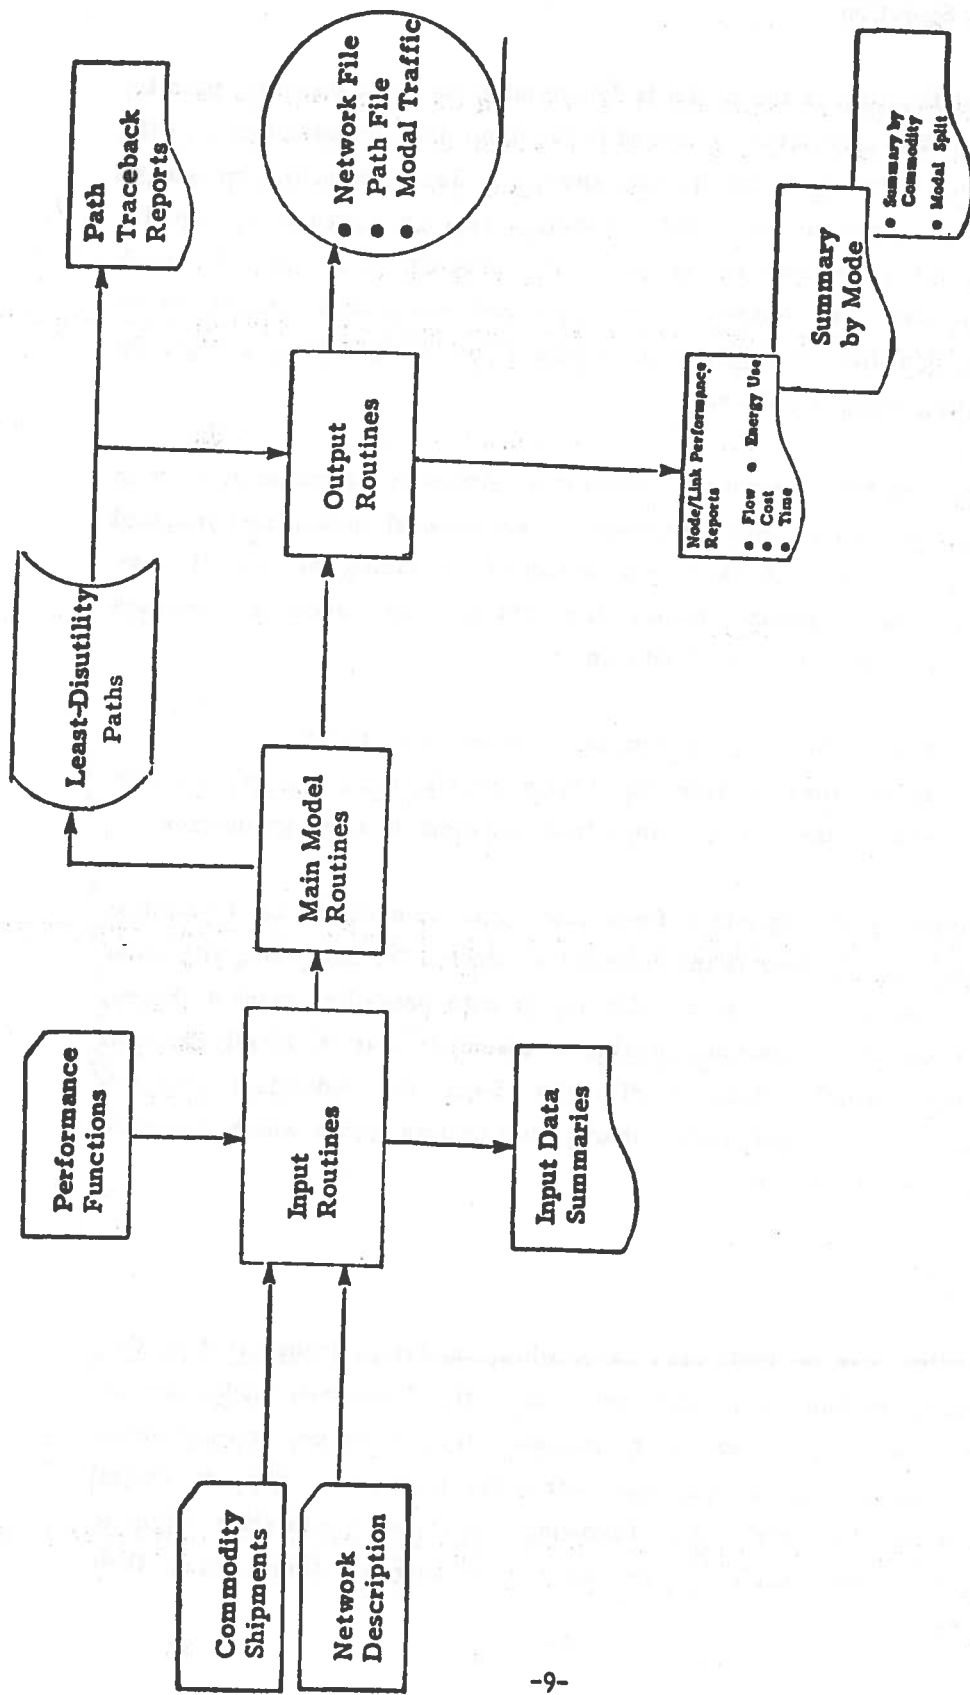 Commodity
Shipments
Network
Description
Performance
Functions
Input
Routines
Input Data
Summaries
Main Model
Routines
Least-Disutility
Paths
Output
Routines
Path
Traceback
Reports
● Network File
● Path File
● Modal Traffic
Node/Link Performance
Reports
● Flow ● Energy Use
● Cost
● Time
Summary
by Mode
● Summary by
Commodity
● Modal Split
-9-